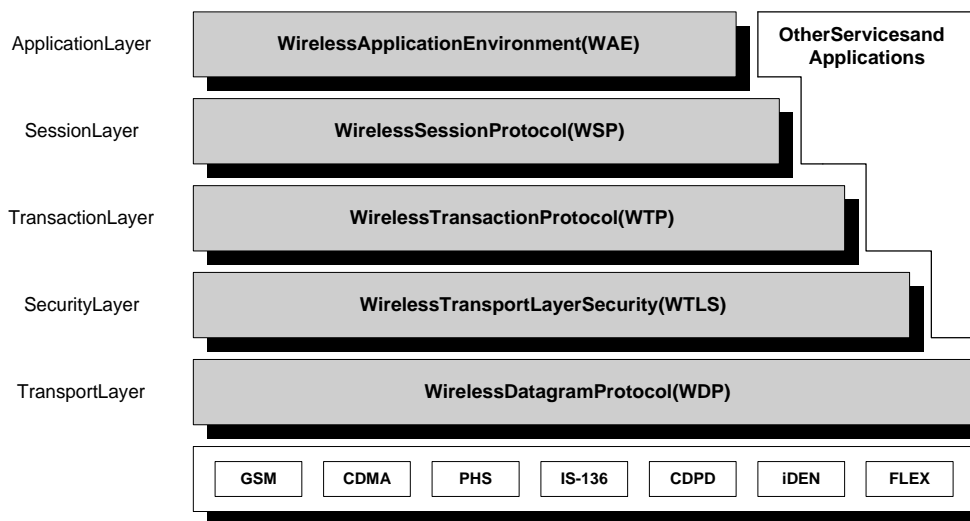 ApplicationLayer
WirelessApplicationEnvironment(WAE)
OtherServicesand
Applications
SessionLayer
WirelessSessionProtocol(WSP)
TransactionLayer
WirelessTransactionProtocol(WTP)
SecurityLayer
WirelessTransportLayerSecurity(WTLS)
TransportLayer
WirelessDatagramProtocol(WDP)
GSM
CDMA
PHS
IS-136
CDPD
iDEN
FLEX